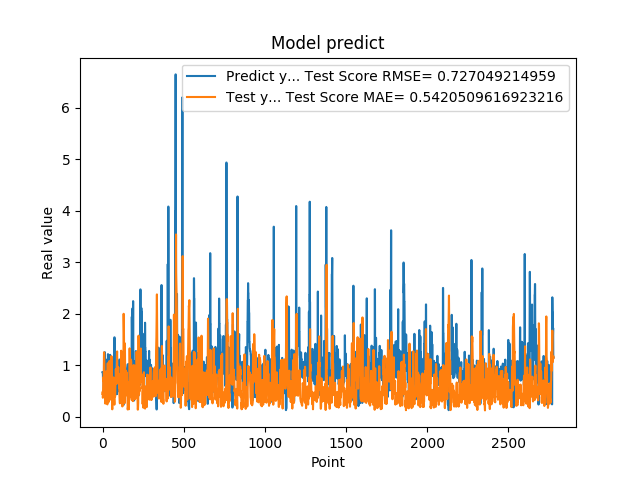 Model predict
Predict y... Test Score RMSE= 0.727049214959
Test y... Test Score MAE= 0.5420509616923216
Real value
6
5
4
3
2
1
0
0 500 1000 1500 2000 2500
Point